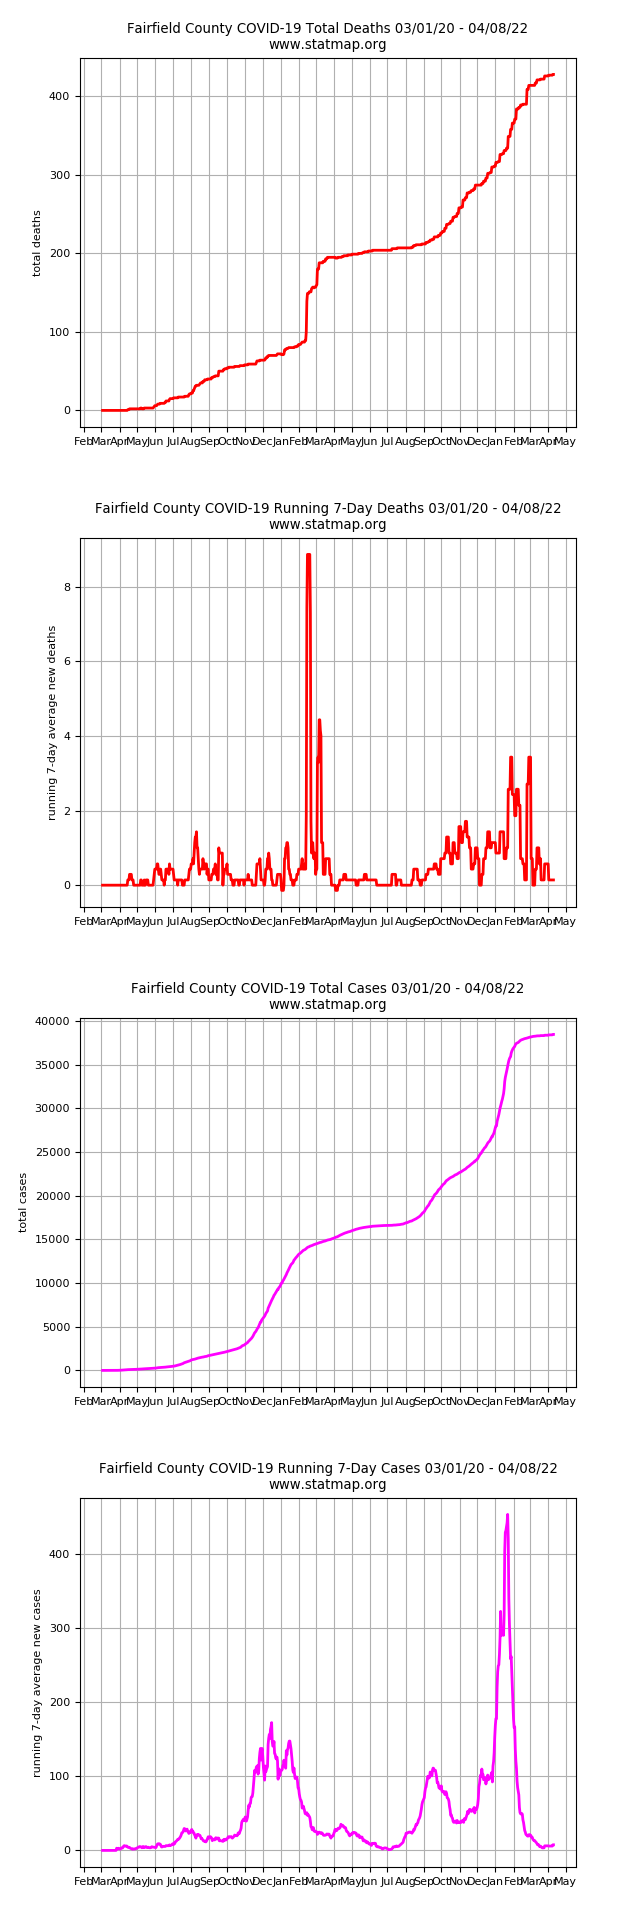 Fairfield County COVID-19 Total Deaths 03/01/20 - 04/08/22
www.statmap.org
400
300
200
100
0
total deaths
Feb Mar Apr May Jun Jul Aug Sep Oct Nov Dec Jan Feb Mar Apr May Jun Jul Aug Sep Oct Nov Dec Jan Feb Mar Apr May
Fairfield County COVID-19 Running 7-Day Deaths 03/01/20 - 04/08/22
www.statmap.org
8
6
4
2
0
running 7-day average new deaths
Feb Mar Apr May Jun Jul Aug Sep Oct Nov Dec Jan Feb Mar Apr May Jun Jul Aug Sep Oct Nov Dec Jan Feb Mar Apr May
Fairfield County COVID-19 Total Cases 03/01/20 - 04/08/22
www.statmap.org
40000
35000
30000
25000
20000
15000
10000
5000
0
total cases
Feb Mar Apr May Jun Jul Aug Sep Oct Nov Dec Jan Feb Mar Apr May Jun Jul Aug Sep Oct Nov Dec Jan Feb Mar Apr May
Fairfield County COVID-19 Running 7-Day Cases 03/01/20 - 04/08/22
www.statmap.org
400
300
200
100
0
running 7-day average new cases
Feb Mar Apr May Jun Jul Aug Sep Oct Nov Dec Jan Feb Mar Apr May Jun Jul Aug Sep Oct Nov Dec Jan Feb Mar Apr May